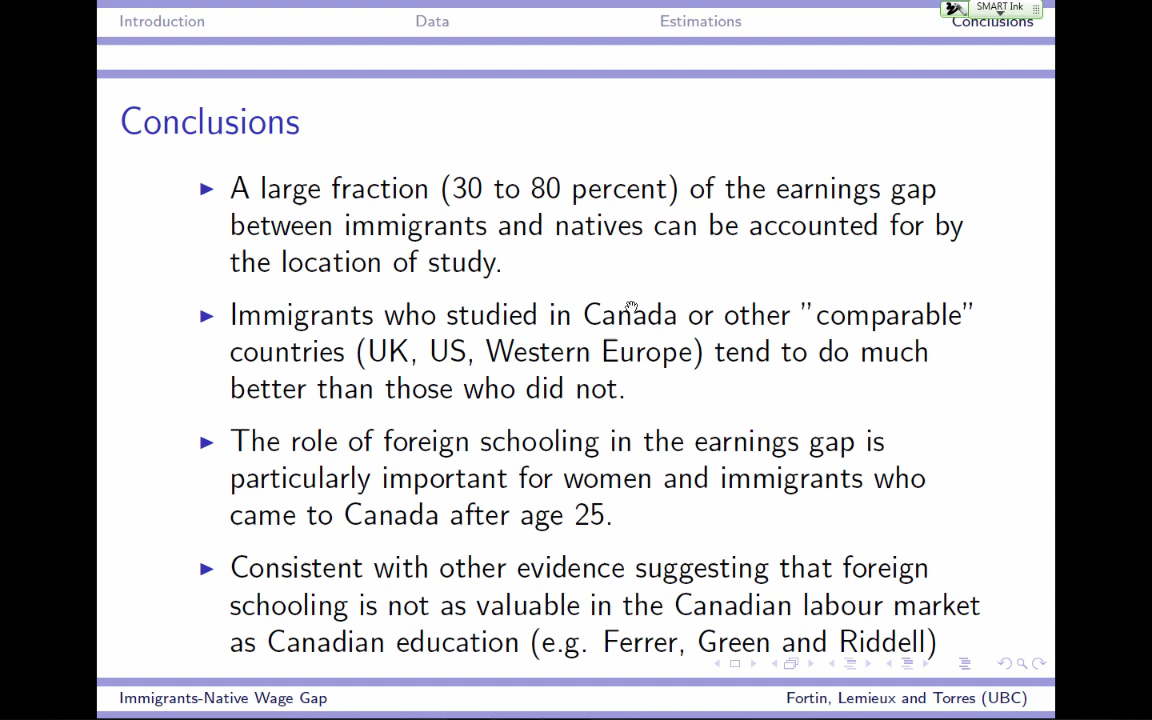 Introduction Data Estimations Conclusions
SMART Ink
Conclusions
A large fraction (30 to 80 percent) of the earnings gap
between immigrants and natives can be accounted for by
the location of study.
Immigrants who studied in Canada or other "comparable"
countries (UK, US, Western Europe) tend to do much
better than those who did not.
The role of foreign schooling in the earnings gap is
particularly important for women and immigrants who
came to Canada after age 25.
Consistent with other evidence suggesting that foreign
schooling is not as valuable in the Canadian labour market
as Canadian education (e.g. Ferrer, Green and Riddell)
Immigrants-Native Wage Gap Fortin, Lemieux and Torres (UBC)